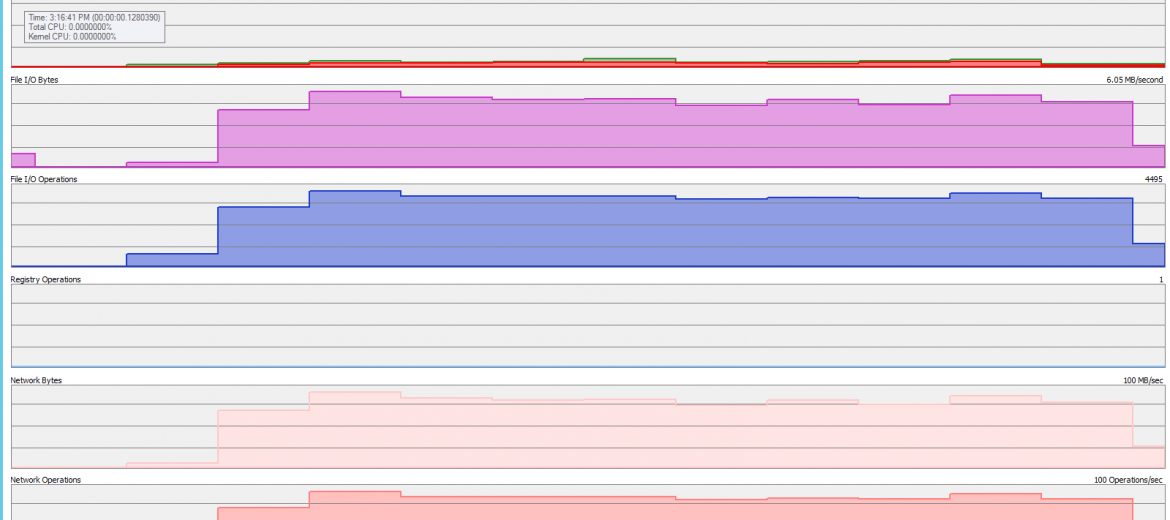 Time: 3:16:41 PM (00:00:00.1280390)
Total CPU: 0.0000000%
Kernel CPU: 0.0000000%
File I/O Bytes 6.05 MB/second
File I/O Operations 4495
Registry Operations 1
Network Bytes 100 MB/sec
Network Operations 100 Operations/sec